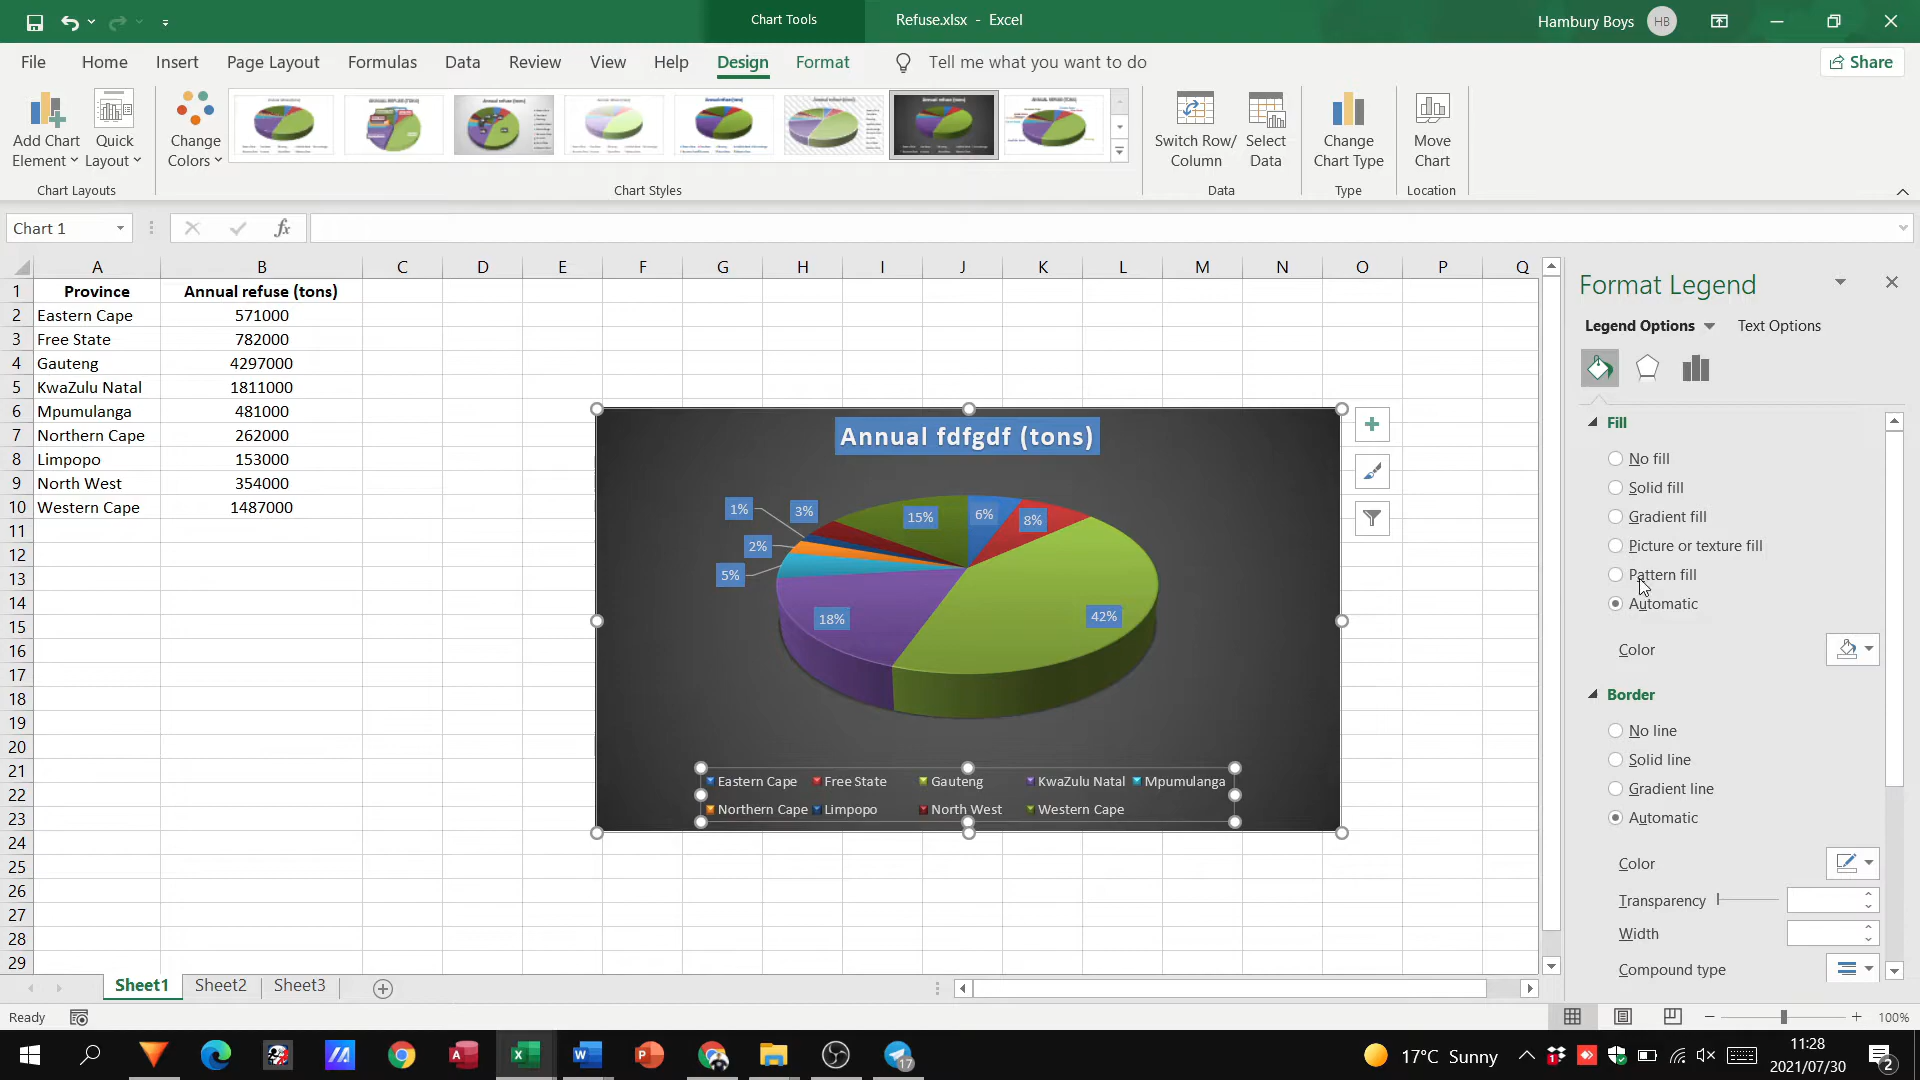 Chart Tools
Refuse.xlsx - Excel
Hambury Boys
HB
File Home Insert Page Layout Formulas Data Review View Help Design Format Tell me what you want to do
Share
Add Chart Element
Quick Layout
Change Colors
Switch Row/ Column
Select Data
Change Chart Type
Move Chart
Chart Layouts
Chart Styles
Data
Type
Location
Chart 1
fx
A B C D E F G H I J K L M N O P Q
1 Province Annual refuse (tons)
2 Eastern Cape 571000
3 Free State 782000
4 Gauteng 4297000
5 KwaZulu Natal 1811000
6 Mpumulanga 481000
7 Northern Cape 262000
8 Limpopo 153000
9 North West 354000
10 Western Cape 1487000
11
12
13
14
15
16
17
18
19
20
21
22
23
24
25
26
27
28
29
Annual fdfgdf (tons)
1% 3% 15% 6% 8%
2%
5%
18% 42%
Eastern Cape Free State Gauteng KwaZulu Natal Mpumulanga
Northern Cape Limpopo North West Western Cape
Format Legend
Legend Options Text Options
Fill
No fill
Solid fill
Gradient fill
Picture or texture fill
Pattern fill
Automatic
Color
Border
No line
Solid line
Gradient line
Automatic
Color
Transparency
Width
Compound type
Sheet1 Sheet2 Sheet3
Ready
100%
17
17°C Sunny
11:28
2021/07/30
2